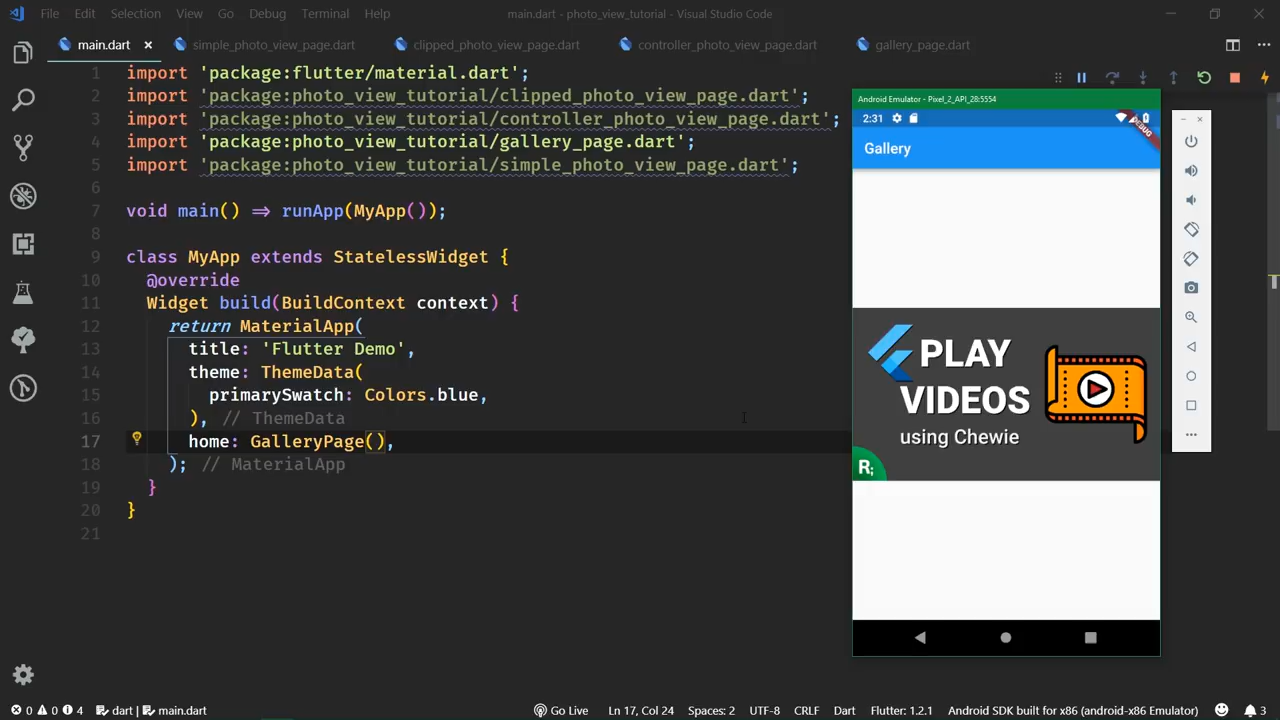 File Edit Selection View Go Debug Terminal Help main.dart - photo_view_tutorial - Visual Studio Code
main.dart simple_photo_view_page.dart clipped_photo_view_page.dart controller_photo_view_page.dart gallery_page.dart
1 import 'package:flutter/material.dart';
2 import 'package:photo_view_tutorial/clipped_photo_view_page.dart';
3 import 'package:photo_view_tutorial/controller_photo_view_page.dart';
4 import 'package:photo_view_tutorial/gallery_page.dart';
5 import 'package:photo_view_tutorial/simple_photo_view_page.dart';
6
7 void main() => runApp(MyApp());
8
9 class MyApp extends StatelessWidget {
10 @override
11 Widget build(BuildContext context) {
12 return MaterialApp(
13 title: 'Flutter Demo',
14 theme: ThemeData(
15 primarySwatch: Colors.blue,
16 ), // ThemeData
17 home: GalleryPage(),
18 ); // MaterialApp
19 }
20 }
21
Android Emulator - Pixel_2_API_28:5554
2:31
DEBUG
Gallery
PLAY
VIDEOS
using Chewie
R;
0 0 4 dart | main.dart Go Live Ln 17, Col 24 Spaces: 2 UTF-8 CRLF Dart Flutter: 1.2.1 Android SDK built for x86 (android-x86 Emulator) 3